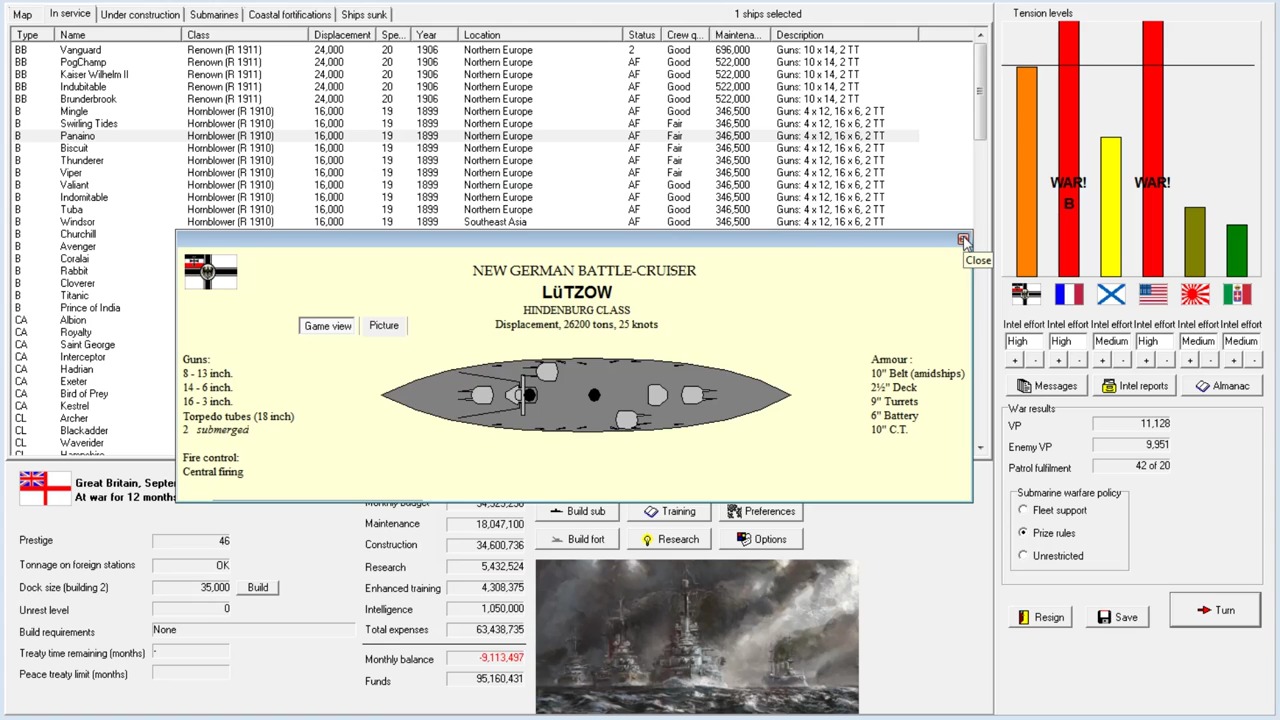 Map In service Under construction Submarines Coastal fortifications Ships sunk 1 ships selected
Type Name Class Displacement Spe... Year Location Status Crew q... Maintena... Description
BB Vanguard Renown (R 1911) 24,000 20 1906 Northern Europe 2 Good 696,000 Guns: 10 x 14, 2 TT
BB PogChamp Renown (R 1911) 24,000 20 1906 Northern Europe AF Good 522,000 Guns: 10 x 14, 2 TT
BB Kaiser Wilhelm II Renown (R 1911) 24,000 20 1906 Northern Europe AF Good 522,000 Guns: 10 x 14, 2 TT
BB Indubitable Renown (R 1911) 24,000 20 1906 Northern Europe AF Good 522,000 Guns: 10 x 14, 2 TT
BB Brunderbrook Renown (R 1911) 24,000 20 1906 Northern Europe AF Good 522,000 Guns: 10 x 14, 2 TT
B Mingle Hornblower (R 1910) 16,000 19 1899 Northern Europe AF Good 346,500 Guns: 4 x 12, 16 x 6, 2 TT
B Swirling Tides Hornblower (R 1910) 16,000 19 1899 Northern Europe AF Fair 346,500 Guns: 4 x 12, 16 x 6, 2 TT
B Panaino Hornblower (R 1910) 16,000 19 1899 Northern Europe AF Fair 346,500 Guns: 4 x 12, 16 x 6, 2 TT
B Biscuit Hornblower (R 1910) 16,000 19 1899 Northern Europe AF Fair 346,500 Guns: 4 x 12, 16 x 6, 2 TT
B Thunderer Hornblower (R 1910) 16,000 19 1899 Northern Europe AF Fair 346,500 Guns: 4 x 12, 16 x 6, 2 TT
B Viper Hornblower (R 1910) 16,000 19 1899 Northern Europe AF Fair 346,500 Guns: 4 x 12, 16 x 6, 2 TT
B Valiant Hornblower (R 1910) 16,000 19 1899 Northern Europe AF Good 346,500 Guns: 4 x 12, 16 x 6, 2 TT
B Indomitable Hornblower (R 1910) 16,000 19 1899 Northern Europe AF Good 346,500 Guns: 4 x 12, 16 x 6, 2 TT
B Tuba Hornblower (R 1910) 16,000 19 1899 Northern Europe AF Good 346,500 Guns: 4 x 12, 16 x 6, 2 TT
B Windsor Hornblower (R 1910) 16,000 19 1899 Southeast Asia AF Good 346,500 Guns: 4 x 12, 16 x 6, 2 TT
B Churchill
B Avenger
B Coralai
B Rabbit
B Cloverer
B Titanic
B Prince of India
CA Albion
CA Royalty
CA Saint George
CA Interceptor
CA Hadrian
CA Exeter
CA Bird of Prey
CA Kestrel
CL Archer
CL Blackadder
CL Waverider
Close
NEW GERMAN BATTLE-CRUISER
LüTZOW
HINDENBURG CLASS
Displacement, 26200 tons, 25 knots
Game view Picture
Guns:
8 - 13 inch.
14 - 6 inch.
16 - 3 inch.
Torpedo tubes (18 inch)
2 submerged
Fire control:
Central firing
Armour :
10" Belt (amidships)
2½" Deck
9" Turrets
6" Battery
10" C.T.
Great Britain, Septe
At war for 12 month
Prestige 46
Tonnage on foreign stations OK
Dock size (building 2) 35,000 Build
Unrest level 0
Build requirements None
Treaty time remaining (months) -
Peace treaty limit (months)
Maintenance 18,047,100
Construction 34,600,736
Research 5,432,524
Enhanced training 4,308,375
Intelligence 1,050,000
Total expenses 63,438,735
Monthly balance -9,113,497
Funds 95,160,431
Build sub Training Preferences
Build fort Research Options
Tension levels
WAR! WAR!
B
Intel effort Intel effort Intel effort Intel effort Intel effort Intel effort
High High Medium High Medium Medium
+ - + - + - + - + - + -
Messages Intel reports Almanac
War results
VP 11,128
Enemy VP 9,951
Patrol fulfilment 42 of 20
Submarine warfare policy
Fleet support
Prize rules
Unrestricted
Resign Save Turn